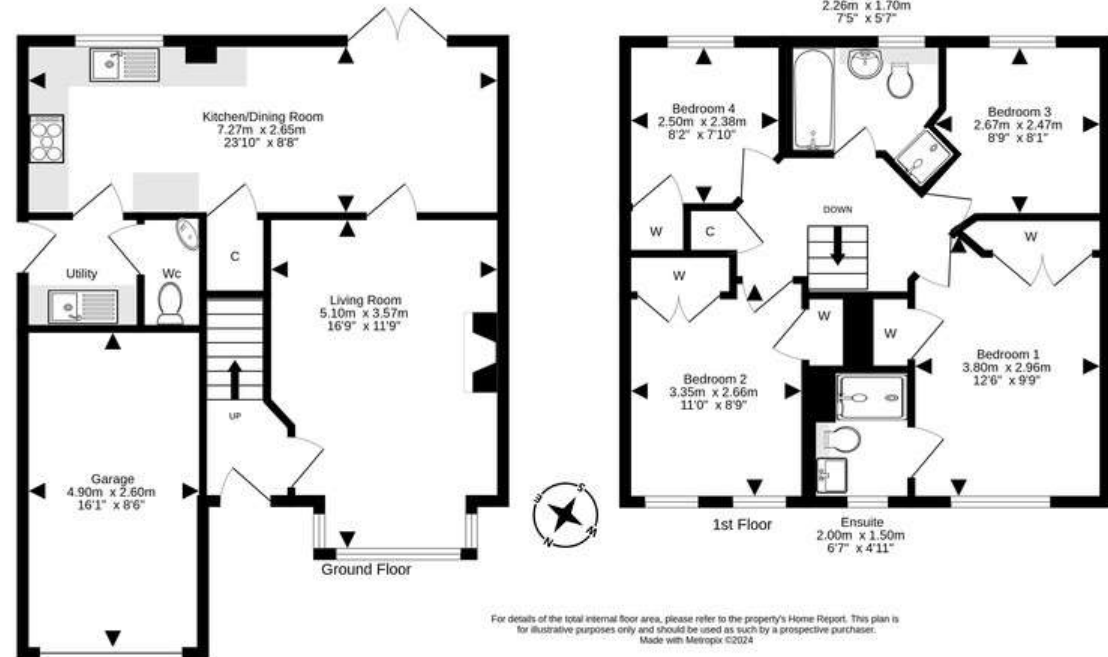 Kitchen/Dining Room
7.27m x 2.65m
23'10" x 8'8"
Utility
Wc
C
Living Room
5.10m x 3.57m
16'9" x 11'9"
UP
Garage
4.90m x 2.60m
16'1" x 8'6"
Ground Floor
E
S
N
W
2.26m x 1.70m
7'5" x 5'7"
Bedroom 4
2.50m x 2.38m
8'2" x 7'10"
Bedroom 3
2.67m x 2.47m
8'9" x 8'1"
W
C
DOWN
W
W
W
W
Bedroom 2
3.35m x 2.66m
11'0" x 8'9"
Bedroom 1
3.80m x 2.96m
12'6" x 9'9"
1st Floor
Ensuite
2.00m x 1.50m
6'7" x 4'11"
For details of the total internal floor area, please refer to the property's Home Report. This plan is
for illustrative purposes only and should be used as such by a prospective purchaser.
Made with Metropix ©2024